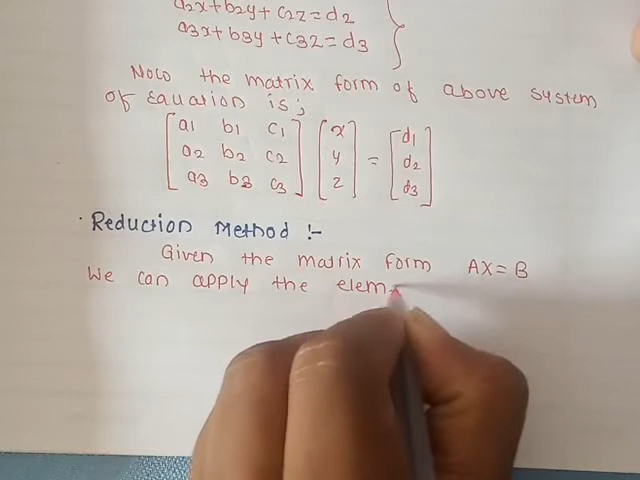 a2x+b2y+c2z=d2
a3x+b3y+c3z=d3
Now the matrix form of above system
of Equation is;
[a1 b1 c1] [x] [d1]
[a2 b2 c2] [y] = [d2]
[a3 b3 c3] [z] [d3]
· Reduction Method :-
Given the matrix form AX=B
We can apply the elem